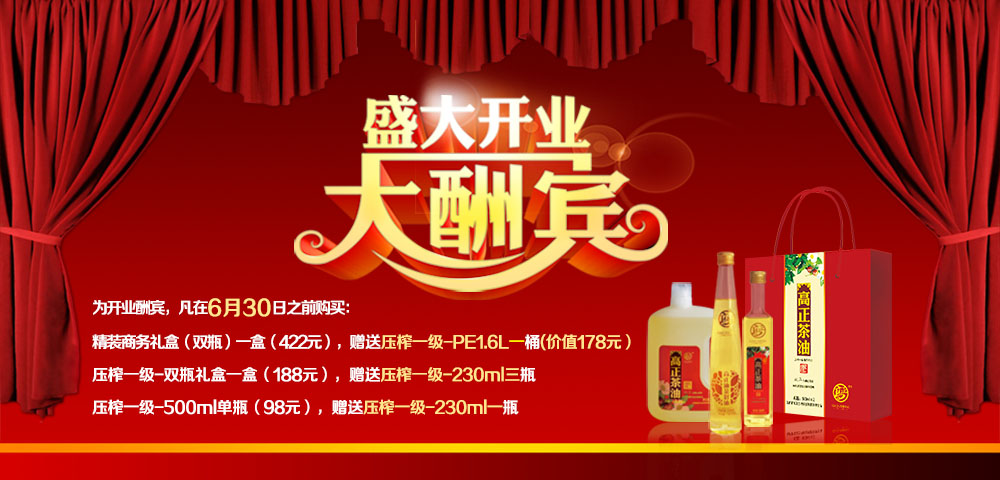 盛大开业
大酬宾
为开业酬宾，凡在6月30日之前购买：
精装商务礼盒（双瓶）一盒（422元），赠送压榨一级-PE1.6L一桶(价值178元）
压榨一级-双瓶礼盒一盒（188元），赠送压榨一级-230ml三瓶
压榨一级-500ml单瓶（98元），赠送压榨一级-230ml一瓶
高正茶油
高正茶油
高正茶油